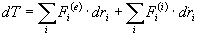 dT = ∑_i F_i^{(e)} · dr_i + ∑_i F_i^{(i)} · dr_i